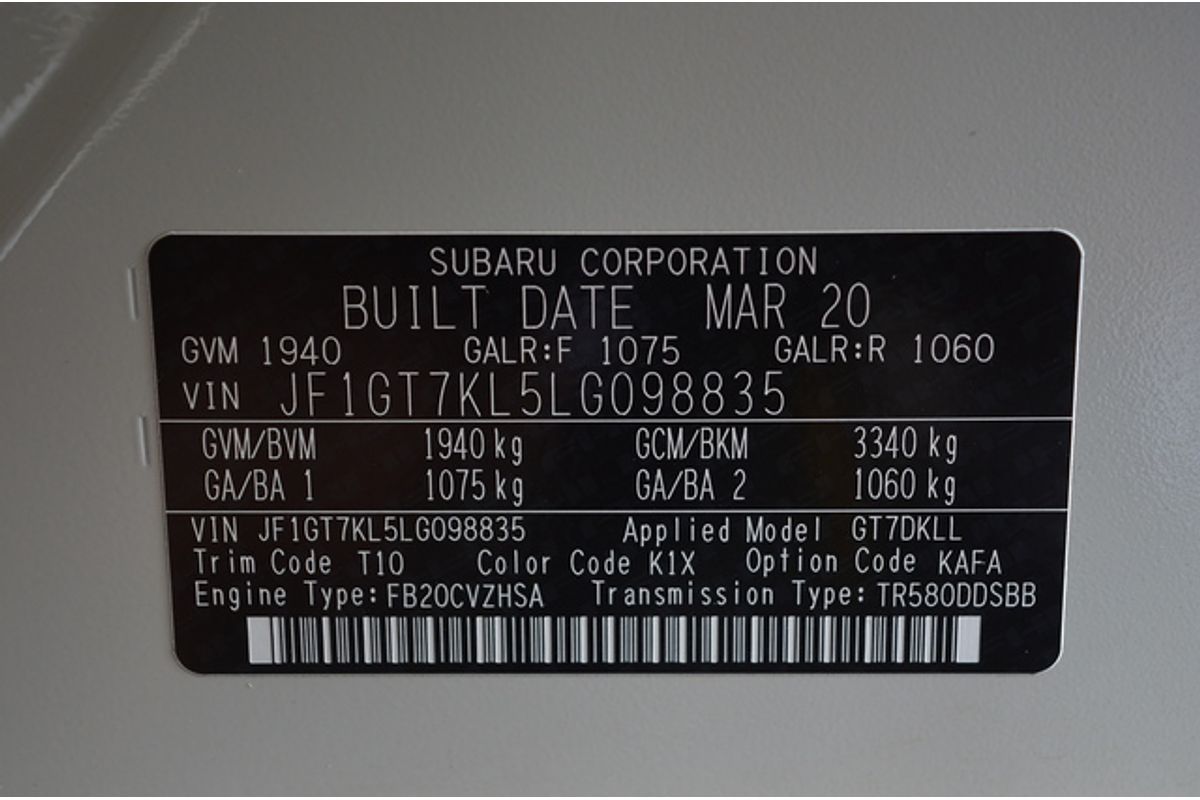 SUBARU CORPORATION
BUILT DATE MAR 20
GVM 1940 GALR:F 1075 GALR:R 1060
VIN JF1GT7KL5LG098835
GVM/BVM 1940 kg GCM/BKM 3340 kg
GA/BA 1 1075 kg GA/BA 2 1060 kg
VIN JF1GT7KL5LG098835 Applied Model GT7DKLL
Trim Code T10 Color Code K1X Option Code KAFA
Engine Type: FB20CVZHSA Transmission Type: TR580DDSBB